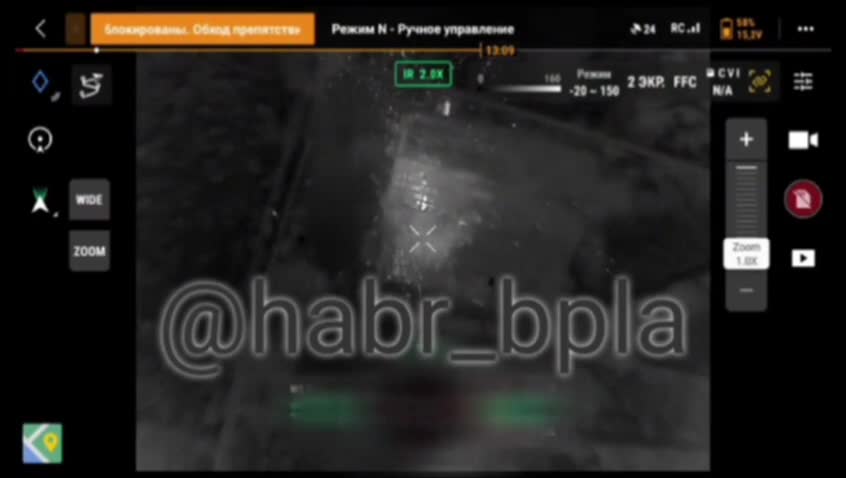 блокированы. Обход препятстви
Режим N - Ручное управление
24
RC
58%
15,2V
13:09
IR 2.0X
0
160
Режим
-20 ~ 150
2 ЭКР.
FFC
CVI
N/A
WIDE
ZOOM
+
Zoom
1.0X
@habr_bpla